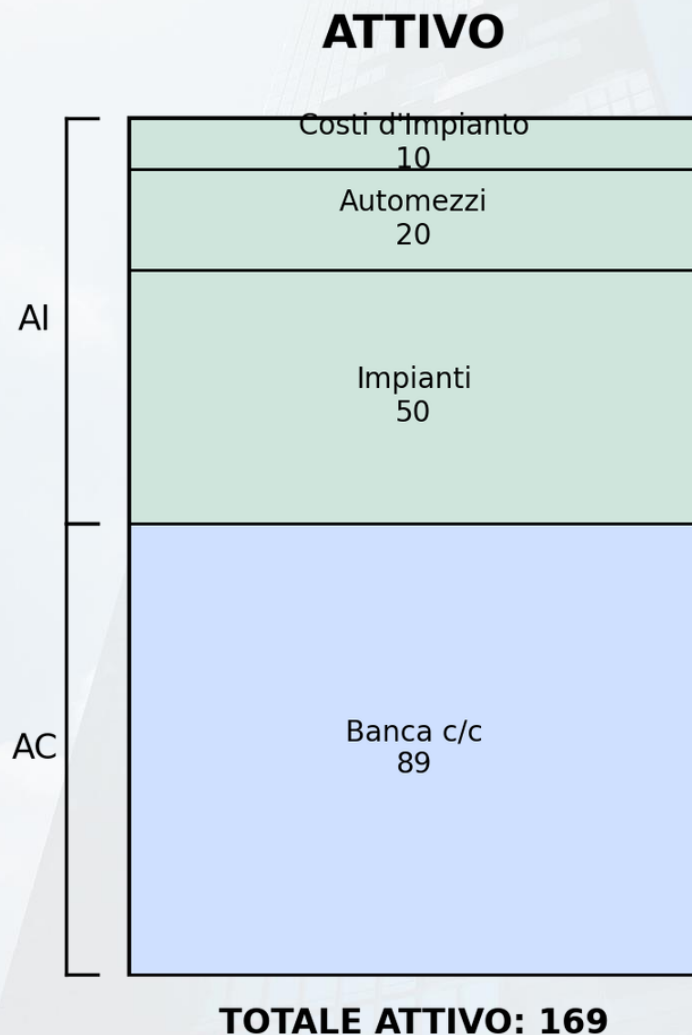 ATTIVO
Costi d'Impianto
10
Automezzi
20
AI
Impianti
50
Banca c/c
AC
89
TOTALE ATTIVO: 169